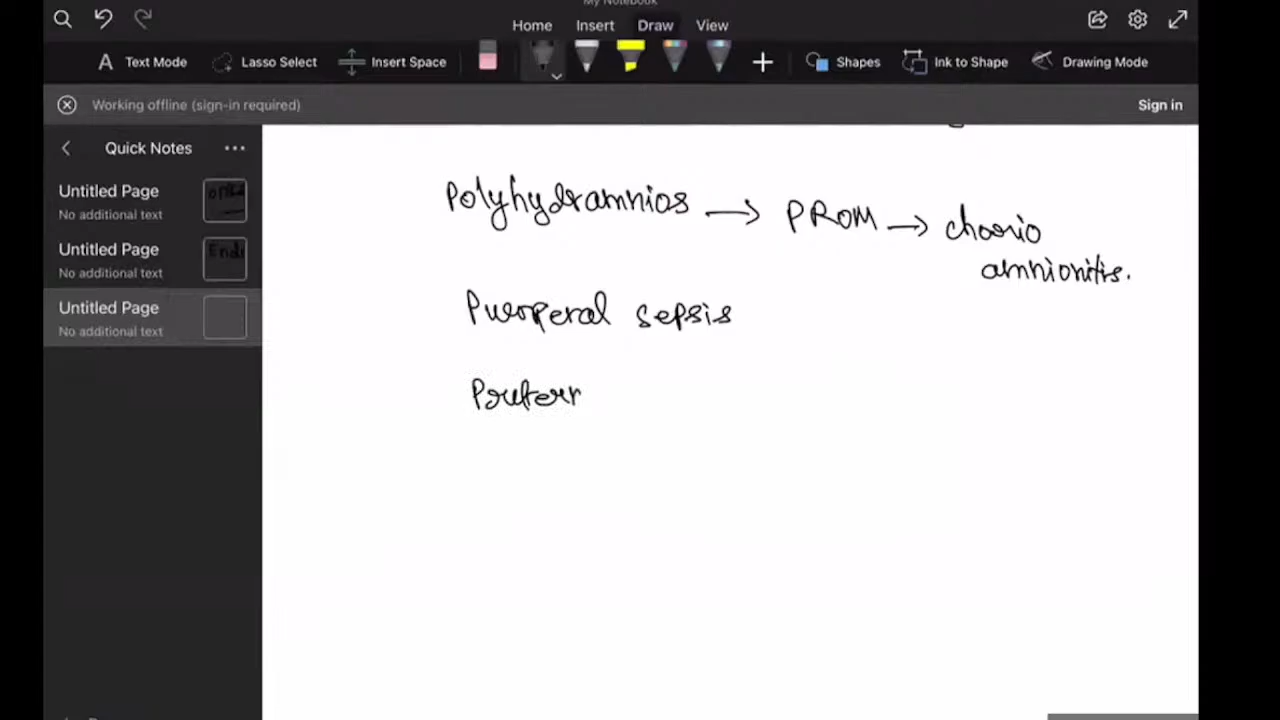 My Notebook
Home Insert Draw View
Text Mode Lasso Select Insert Space Shapes Ink to Shape Drawing Mode
Working offline (sign-in required) Sign in
Quick Notes
Untitled Page
No additional text
Untitled Page
No additional text
Untitled Page
No additional text
Polyhydramnios → PROM → chorio
amnionitis.
Puerperal sepsis
Preterm